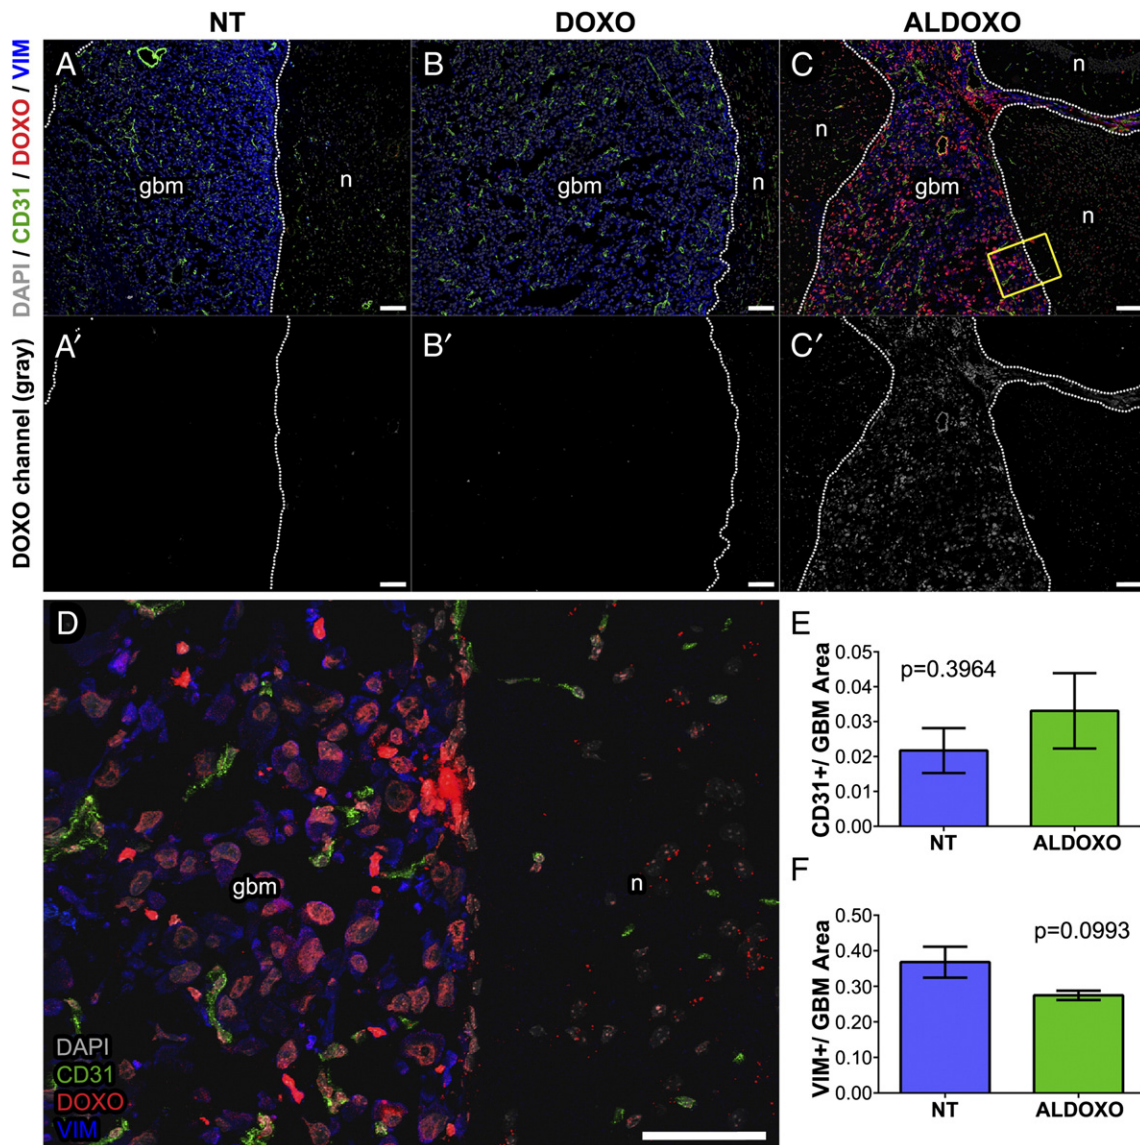 NT
DOXO
ALDOXO
DAPI / CD31 / DOXO / VIM
A
gbm
n
B
gbm
n
C
n
gbm
n
n
DOXO channel (gray)
A′
B′
C′
D
gbm
n
DAPI
CD31
DOXO
VIM
E
CD31+/ GBM Area
0.05
0.04
0.03
0.02
0.01
0.00
p=0.3964
NT
ALDOXO
F
VIM+/ GBM Area
0.50
0.40
0.30
0.20
0.10
0.00
p=0.0993
NT
ALDOXO